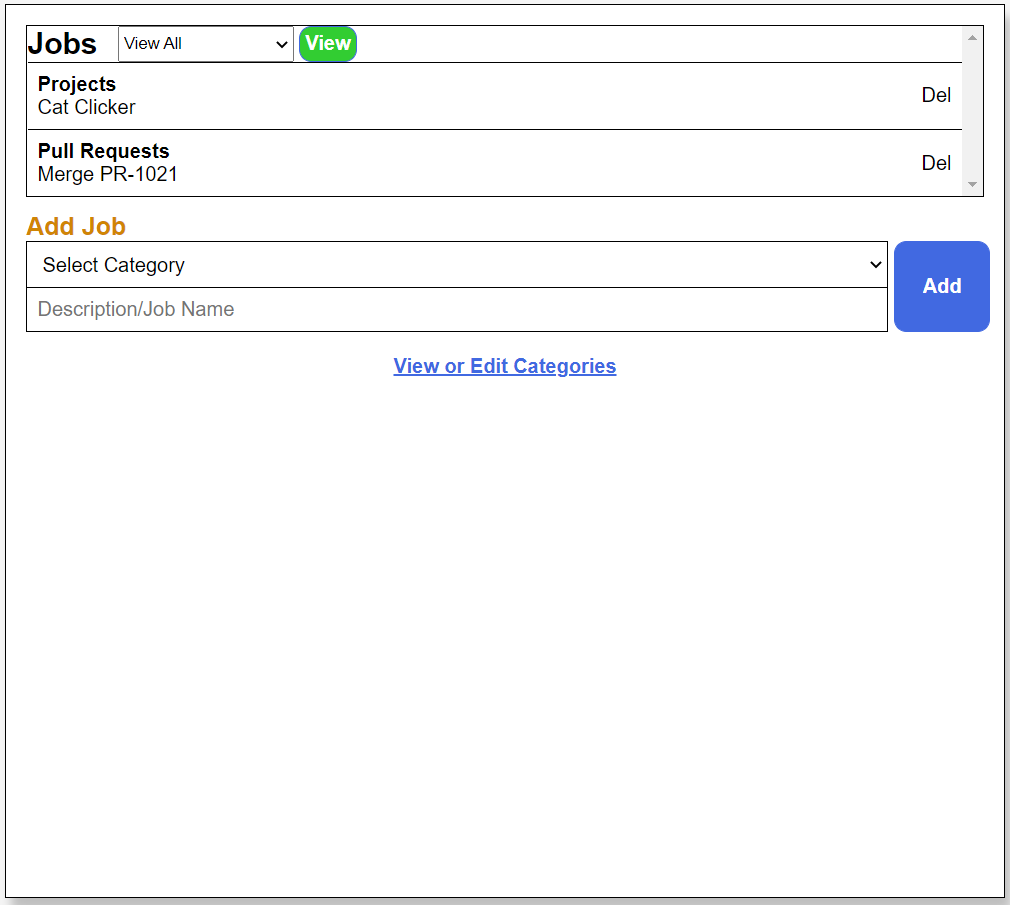 Jobs View All View
Projects
Cat Clicker
Del
Pull Requests
Merge PR-1021
Del
Add Job
Select Category
Description/Job Name
Add
View or Edit Categories